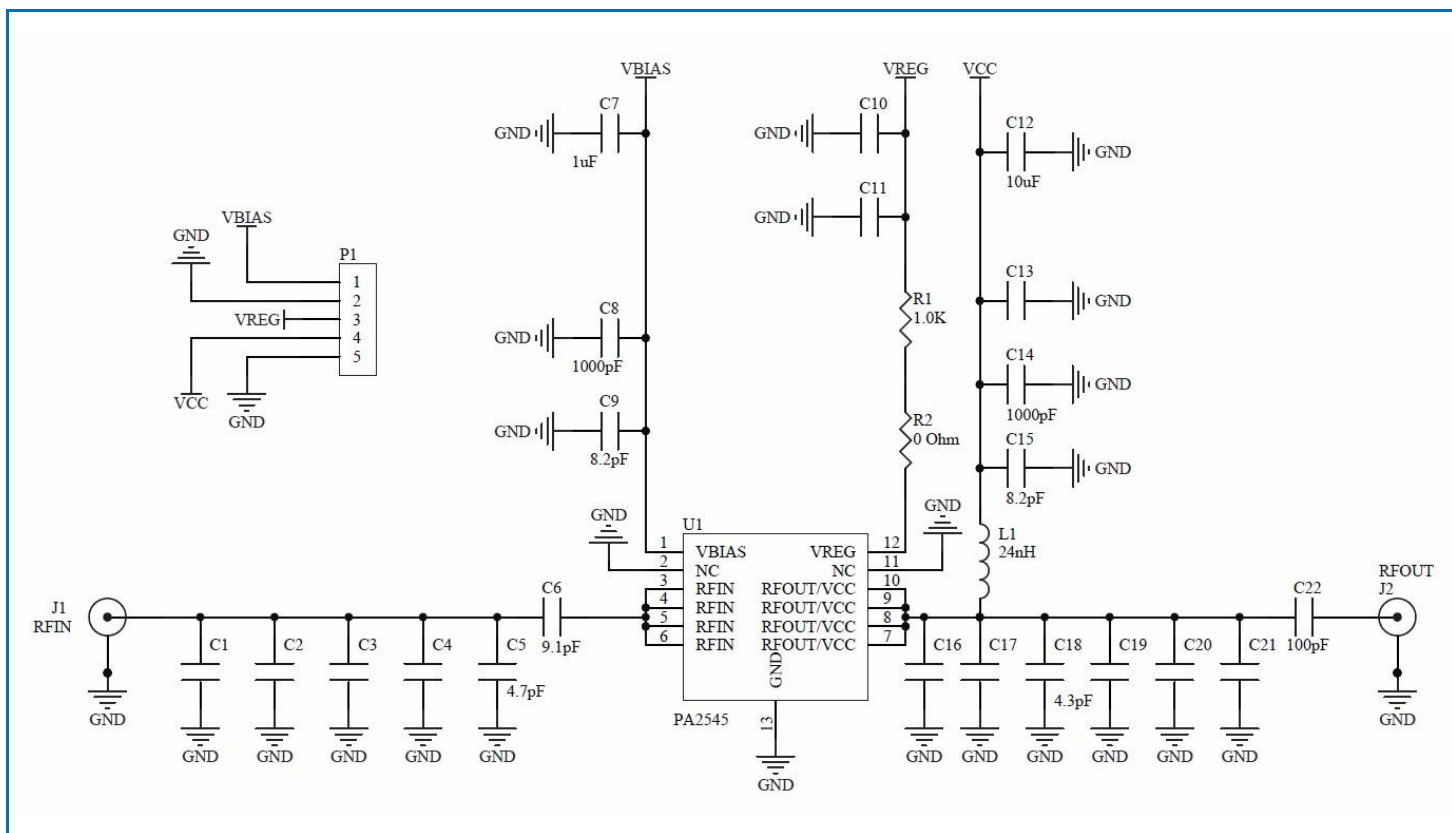 VBIAS
VREG
VCC
C7
GND
1uF
C10
GND
C12
GND
10uF
C11
GND
VBIAS
GND
P1
1
2
VREG
3
4
5
VCC
GND
C8
GND
1000pF
C9
GND
8.2pF
R1
1.0K
R2
0 Ohm
C13
GND
C14
GND
1000pF
C15
GND
8.2pF
L1
24nH
GND
GND
U1
1
VBIAS
VREG
12
2
NC
NC
11
3
RFIN
RFOUT/VCC
10
4
RFIN
RFOUT/VCC
9
5
RFIN
RFOUT/VCC
8
6
RFIN
RFOUT/VCC
7
GND
PA2545
13
GND
J1
RFIN
GND
C6
9.1pF
C1
GND
C2
GND
C3
GND
C4
GND
C5
4.7pF
GND
C16
GND
C17
GND
C18
4.3pF
GND
C19
GND
C20
GND
C21
GND
C22
100pF
RFOUT
J2
GND